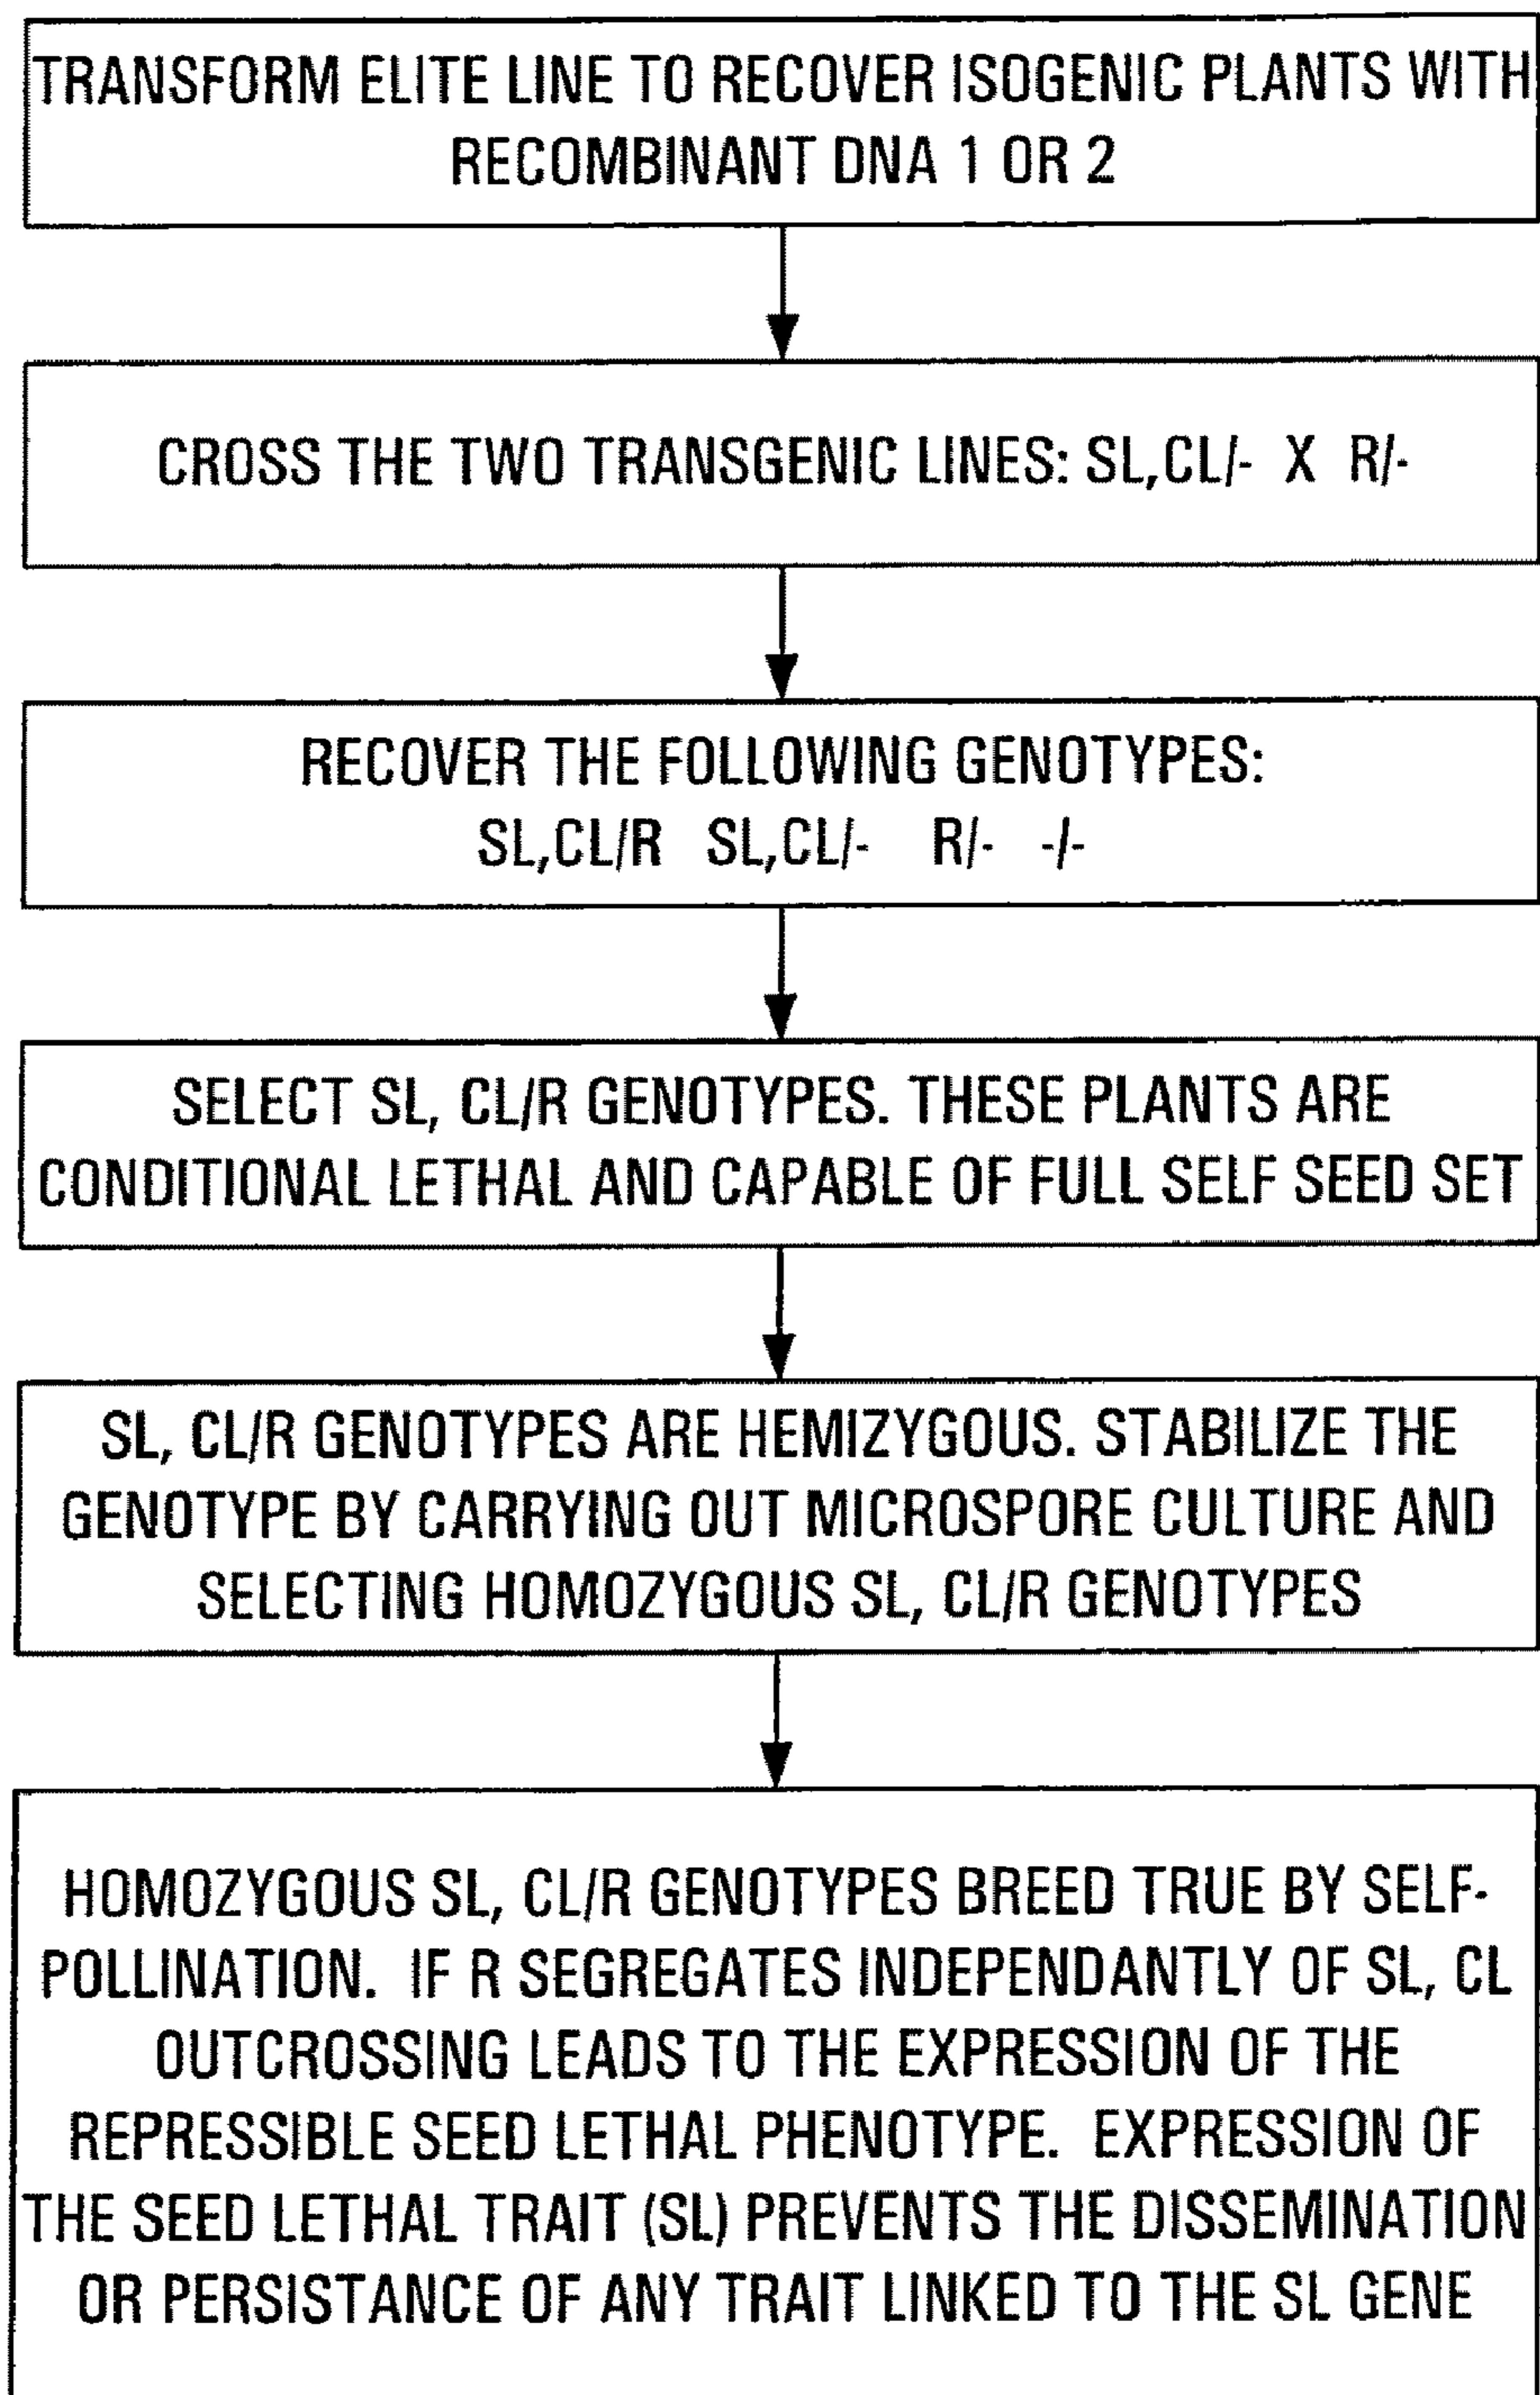 TRANSFORM ELITE LINE TO RECOVER ISOGENIC PLANTS WITH
RECOMBINANT DNA 1 OR 2
CROSS THE TWO TRANSGENIC LINES: SL,CL/- X R/-
RECOVER THE FOLLOWING GENOTYPES:
SL,CL/R SL,CL/- R/- -/-
SELECT SL, CL/R GENOTYPES. THESE PLANTS ARE
CONDITIONAL LETHAL AND CAPABLE OF FULL SELF SEED SET
SL, CL/R GENOTYPES ARE HEMIZYGOUS. STABILIZE THE
GENOTYPE BY CARRYING OUT MICROSPORE CULTURE AND
SELECTING HOMOZYGOUS SL, CL/R GENOTYPES
HOMOZYGOUS SL, CL/R GENOTYPES BREED TRUE BY SELF-
POLLINATION. IF R SEGREGATES INDEPENDANTLY OF SL, CL
OUTCROSSING LEADS TO THE EXPRESSION OF THE
REPRESSIBLE SEED LETHAL PHENOTYPE. EXPRESSION OF
THE SEED LETHAL TRAIT (SL) PREVENTS THE DISSEMINATION
OR PERSISTANCE OF ANY TRAIT LINKED TO THE SL GENE